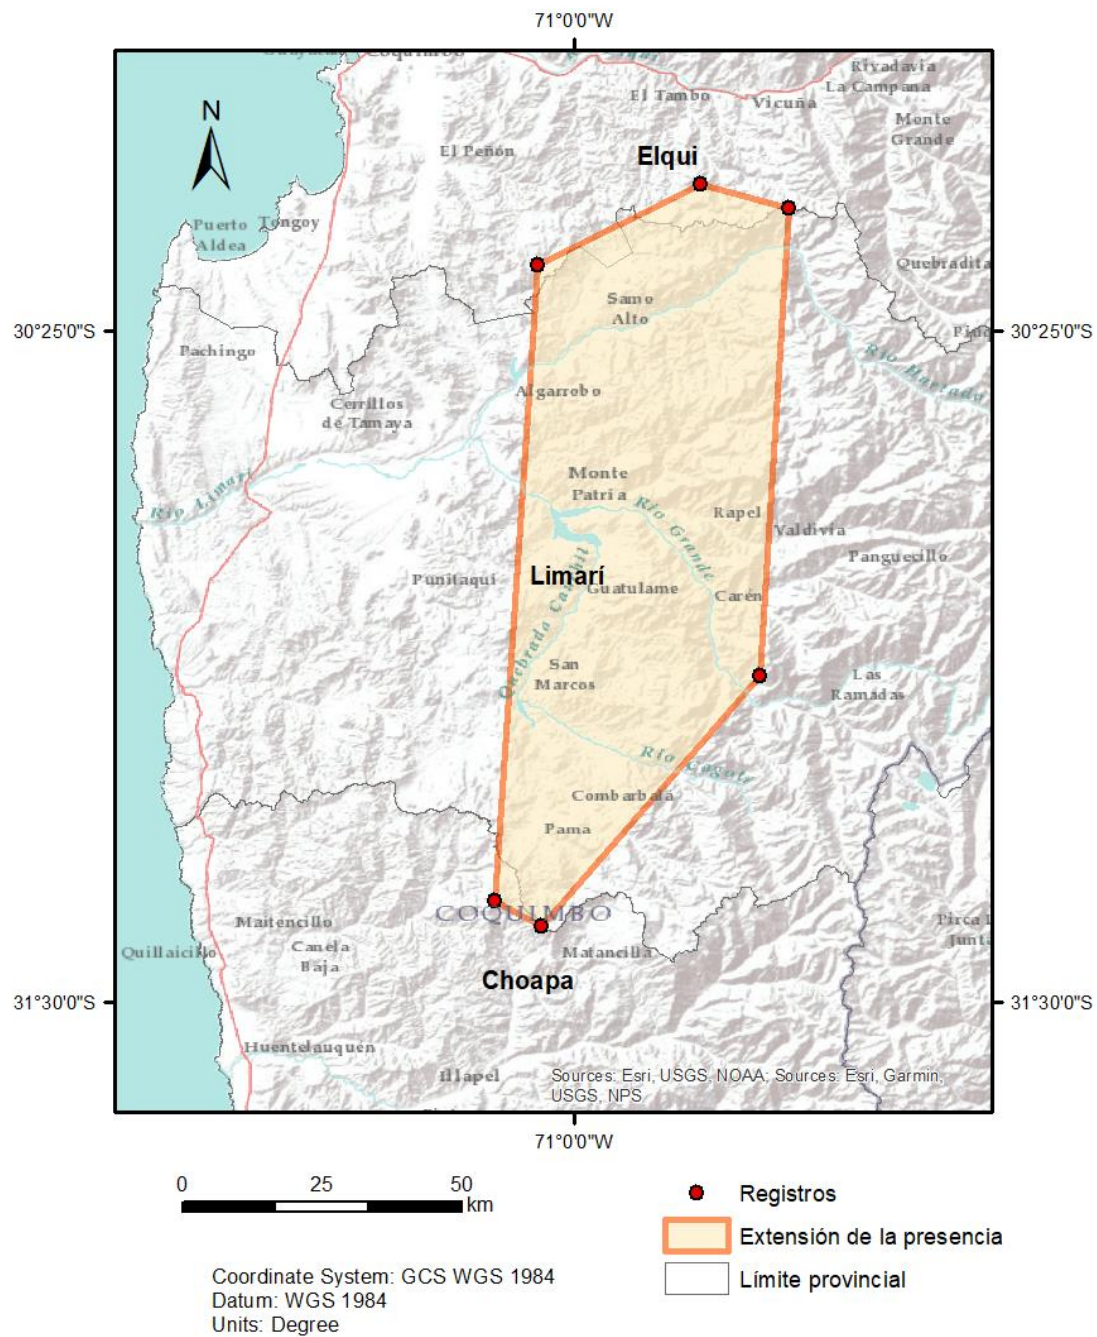 71°0'0"W
Coquimbo
Rivadavia
La Campana
El Tambo
Vicuña
Monte
Grande
N
El Peñón
Elqui
Puerto
Aldea
Tongoy
Quebradita
Samo
Alto
30°25'0"S
30°25'0"S
Pachingo
Río Hurtado
Algarrobo
Cerrillos
de Tamaya
Monte
Patria
Río Limarí
Río Grande
Rapel
Valdivia
Panguecillo
Limarí
Punitaqui
Guatulame
Carén
Quebrada Canthil
San
Marcos
Las
Ramadas
Río Cogotí
Combarbalá
Pama
COQUIMBO
Maitencillo
Quillaicillo
Canela
Baja
Matancilla
Pirca
Junta
Choapa
31°30'0"S
31°30'0"S
Huentelauquén
Illapel
Sources: Esri, USGS, NOAA; Sources: Esri, Garmin,
USGS, NPS
71°0'0"W
0 25 50
km
Registros
Extensión de la presencia
Límite provincial
Coordinate System: GCS WGS 1984
Datum: WGS 1984
Units: Degree